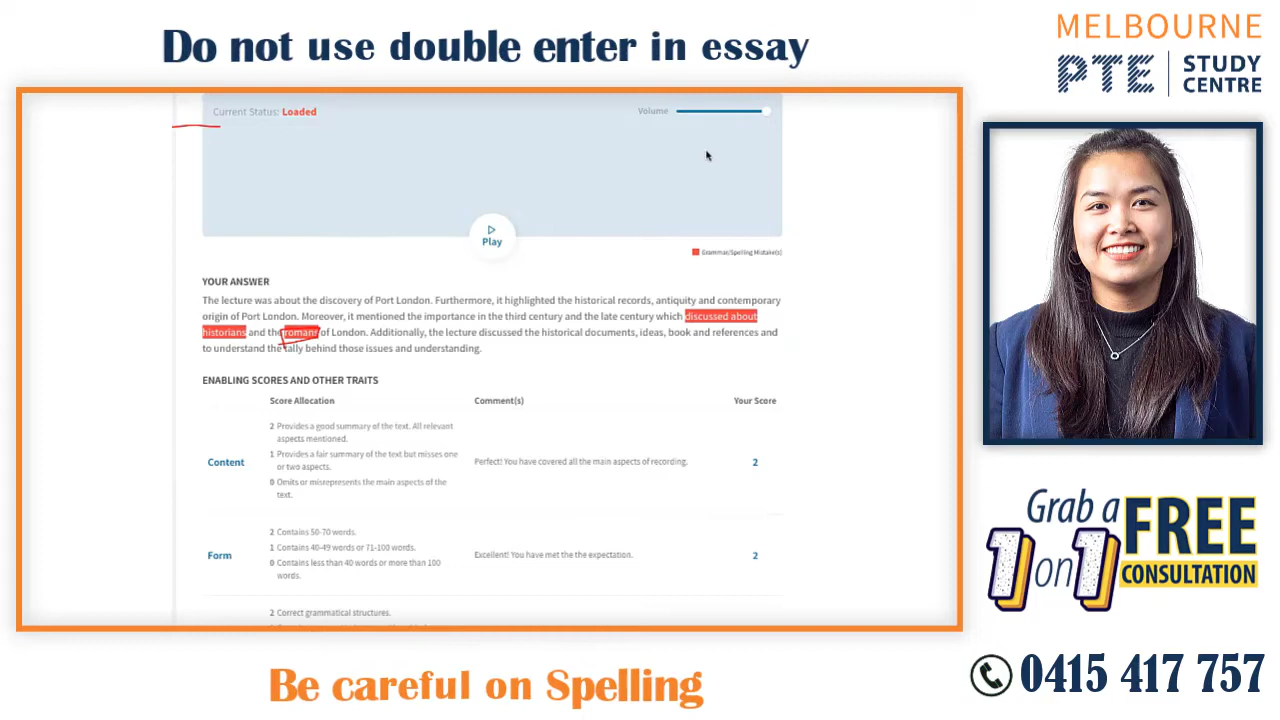 Do not use double enter in essay
MELBOURNE
PTE STUDY CENTRE
Current Status: Loaded
Volume
Play
Grammar/Spelling Mistake(s)
YOUR ANSWER
The lecture was about the discovery of Port London. Furthermore, it highlighted the historical records, antiquity and contemporary
origin of Port London. Moreover, it mentioned the importance in the third century and the late century which discussed about
historians and the romans of London. Additionally, the lecture discussed the historical documents, ideas, book and references and
to understand the tally behind those issues and understanding.
ENABLING SCORES AND OTHER TRAITS
Score Allocation Comment(s) Your Score
2 Provides a good summary of the text. All relevant
aspects mentioned.
1 Provides a fair summary of the text but misses one
or two aspects.
Content Perfect! You have covered all the main aspects of recording. 2
0 Omits or misrepresents the main aspects of the
text.
2 Contains 50-70 words.
1 Contains 40-49 words or 71-100 words.
Form Excellent! You have met the the expectation. 2
0 Contains less than 40 words or more than 100
words.
2 Correct grammatical structures.
Grab a
1 on 1 FREE
CONSULTATION
0415 417 757
Be careful on Spelling